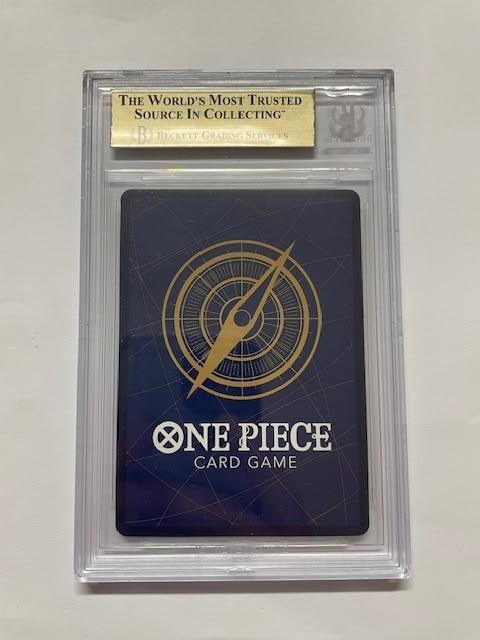 THE WORLD'S MOST TRUSTED
SOURCE IN COLLECTING™
B BECKETT GRADING SERVICES
ONE PIECE
CARD GAME